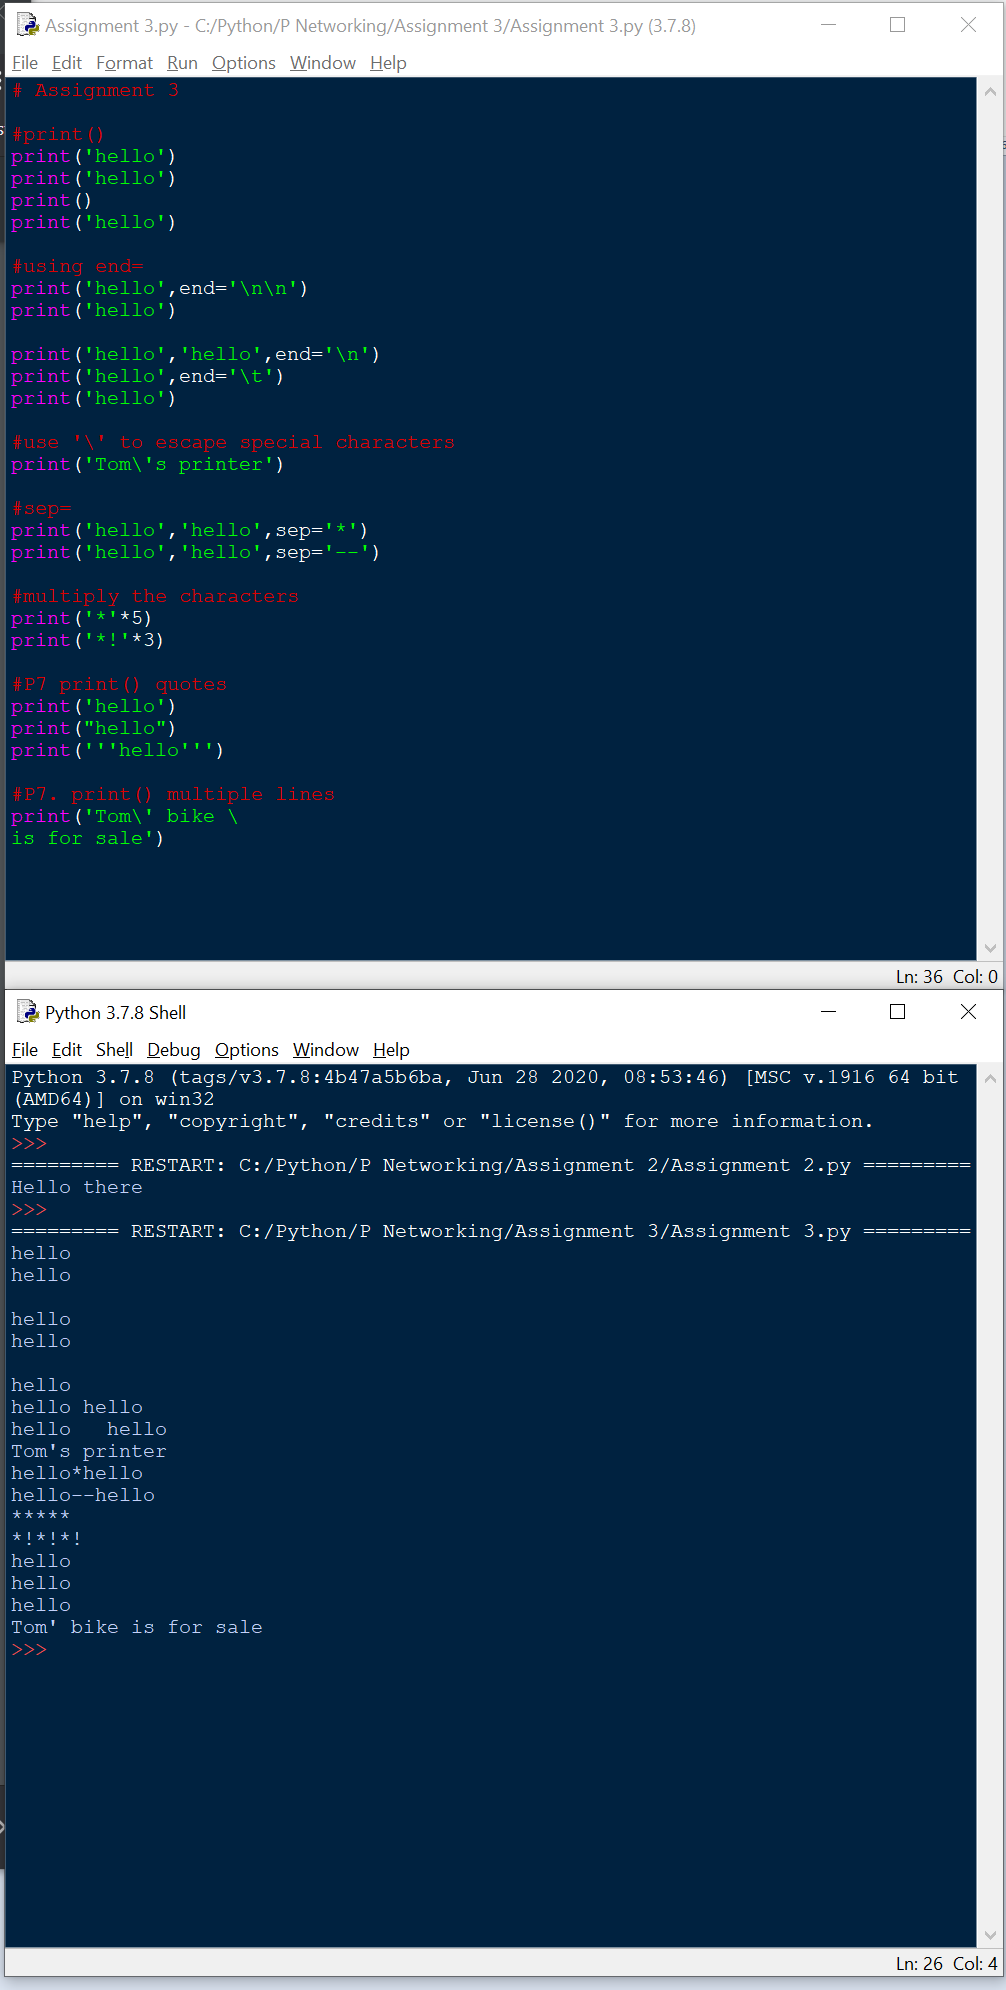 Assignment 3.py - C:/Python/P Networking/Assignment 3/Assignment 3.py (3.7.8)
File Edit Format Run Options Window Help
# Assignment 3
#print()
print('hello')
print('hello')
print()
print('hello')
#using end=
print('hello',end='\n\n')
print('hello')
print('hello','hello',end='\n')
print('hello',end='\t')
print('hello')
#use '\' to escape special characters
print('Tom\'s printer')
#sep=
print('hello','hello',sep='*')
print('hello','hello',sep='--')
#multiply the characters
print('*'*5)
print('*!'*3)
#P7 print() quotes
print('hello')
print("hello")
print('''hello''')
#P7. print() multiple lines
print('Tom\' bike \
is for sale')
Ln: 36 Col: 0
Python 3.7.8 Shell
File Edit Shell Debug Options Window Help
Python 3.7.8 (tags/v3.7.8:4b47a5b6ba, Jun 28 2020, 08:53:46) [MSC v.1916 64 bit
(AMD64)] on win32
Type "help", "copyright", "credits" or "license()" for more information.
>>>
========= RESTART: C:/Python/P Networking/Assignment 2/Assignment 2.py =========
Hello there
>>>
========= RESTART: C:/Python/P Networking/Assignment 3/Assignment 3.py =========
hello
hello
hello
hello
hello
hello hello
hello   hello
Tom's printer
hello*hello
hello--hello
*****
*!*!*!
hello
hello
hello
Tom' bike is for sale
>>>
Ln: 26 Col: 4